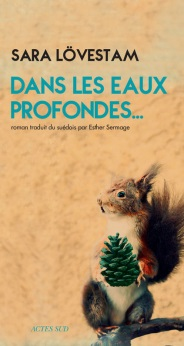 SARA LÖVESTAM
DANS LES EAUX
PROFONDES...
roman traduit du suédois par Esther Sermage
ACTES SUD